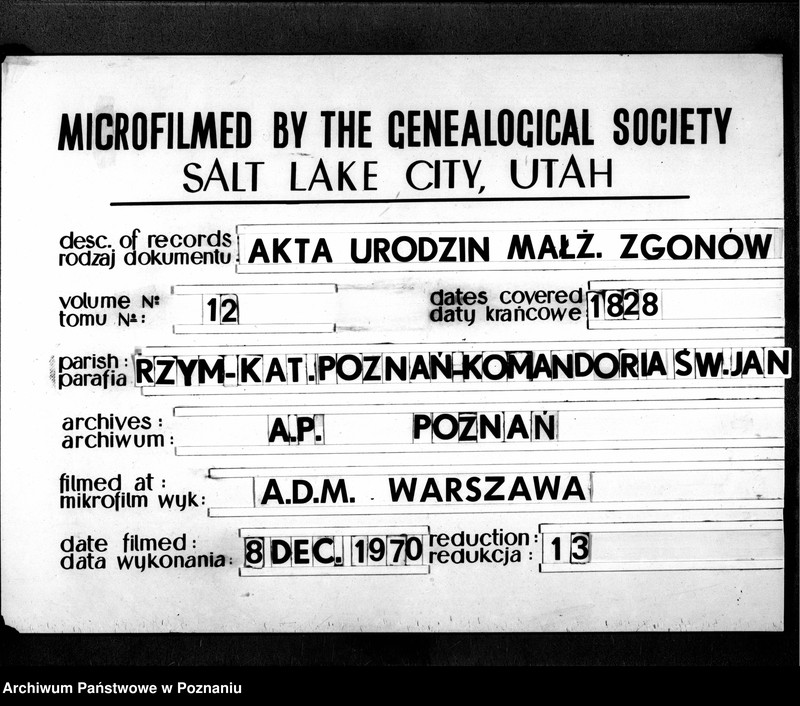 MICROFILMED BY THE GENEALOGICAL SOCIETY
SALT LAKE CITY, UTAH
desc. of records
rodzaj dokumentu: AKTA URODZIN MAŁŻ. ZGONÓW
volume №
tomu №: 12
dates covered
daty krańcowe: 1828
parish:
parafia RZYM-KAT.POZNAŃ-KOMANDORIA ŚW.JAN
archives:
archiwum: A.P. POZNAŃ
filmed at:
mikrofilm wyk: A.D.M. WARSZAWA
date filmed:
data wykonania: 8 DEC. 1970
reduction:
redukcja: 13
Archiwum Państwowe w Poznaniu